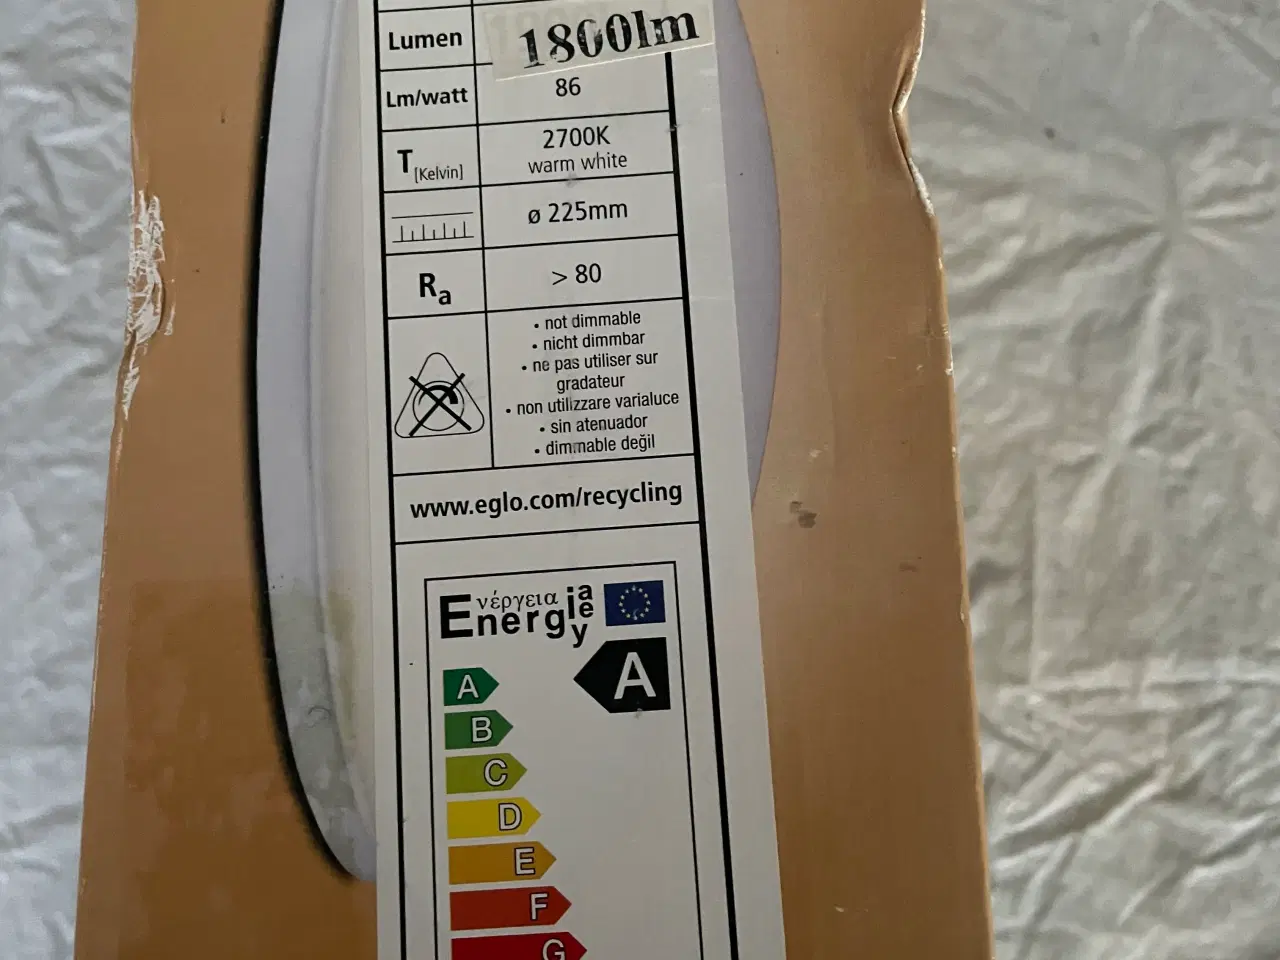 Lumen
1800lm
Lm/watt
86
T[Kelvin]
2700K
warm white
ø 225mm
Ra
> 80
• not dimmable
• nicht dimmbar
• ne pas utiliser sur
gradateur
• non utilizzare varialuce
• sin atenuador
• dimmable değil
www.eglo.com/recycling
Energ
ενέργεια
ia
ie
y
A
A
B
C
D
E
F
G